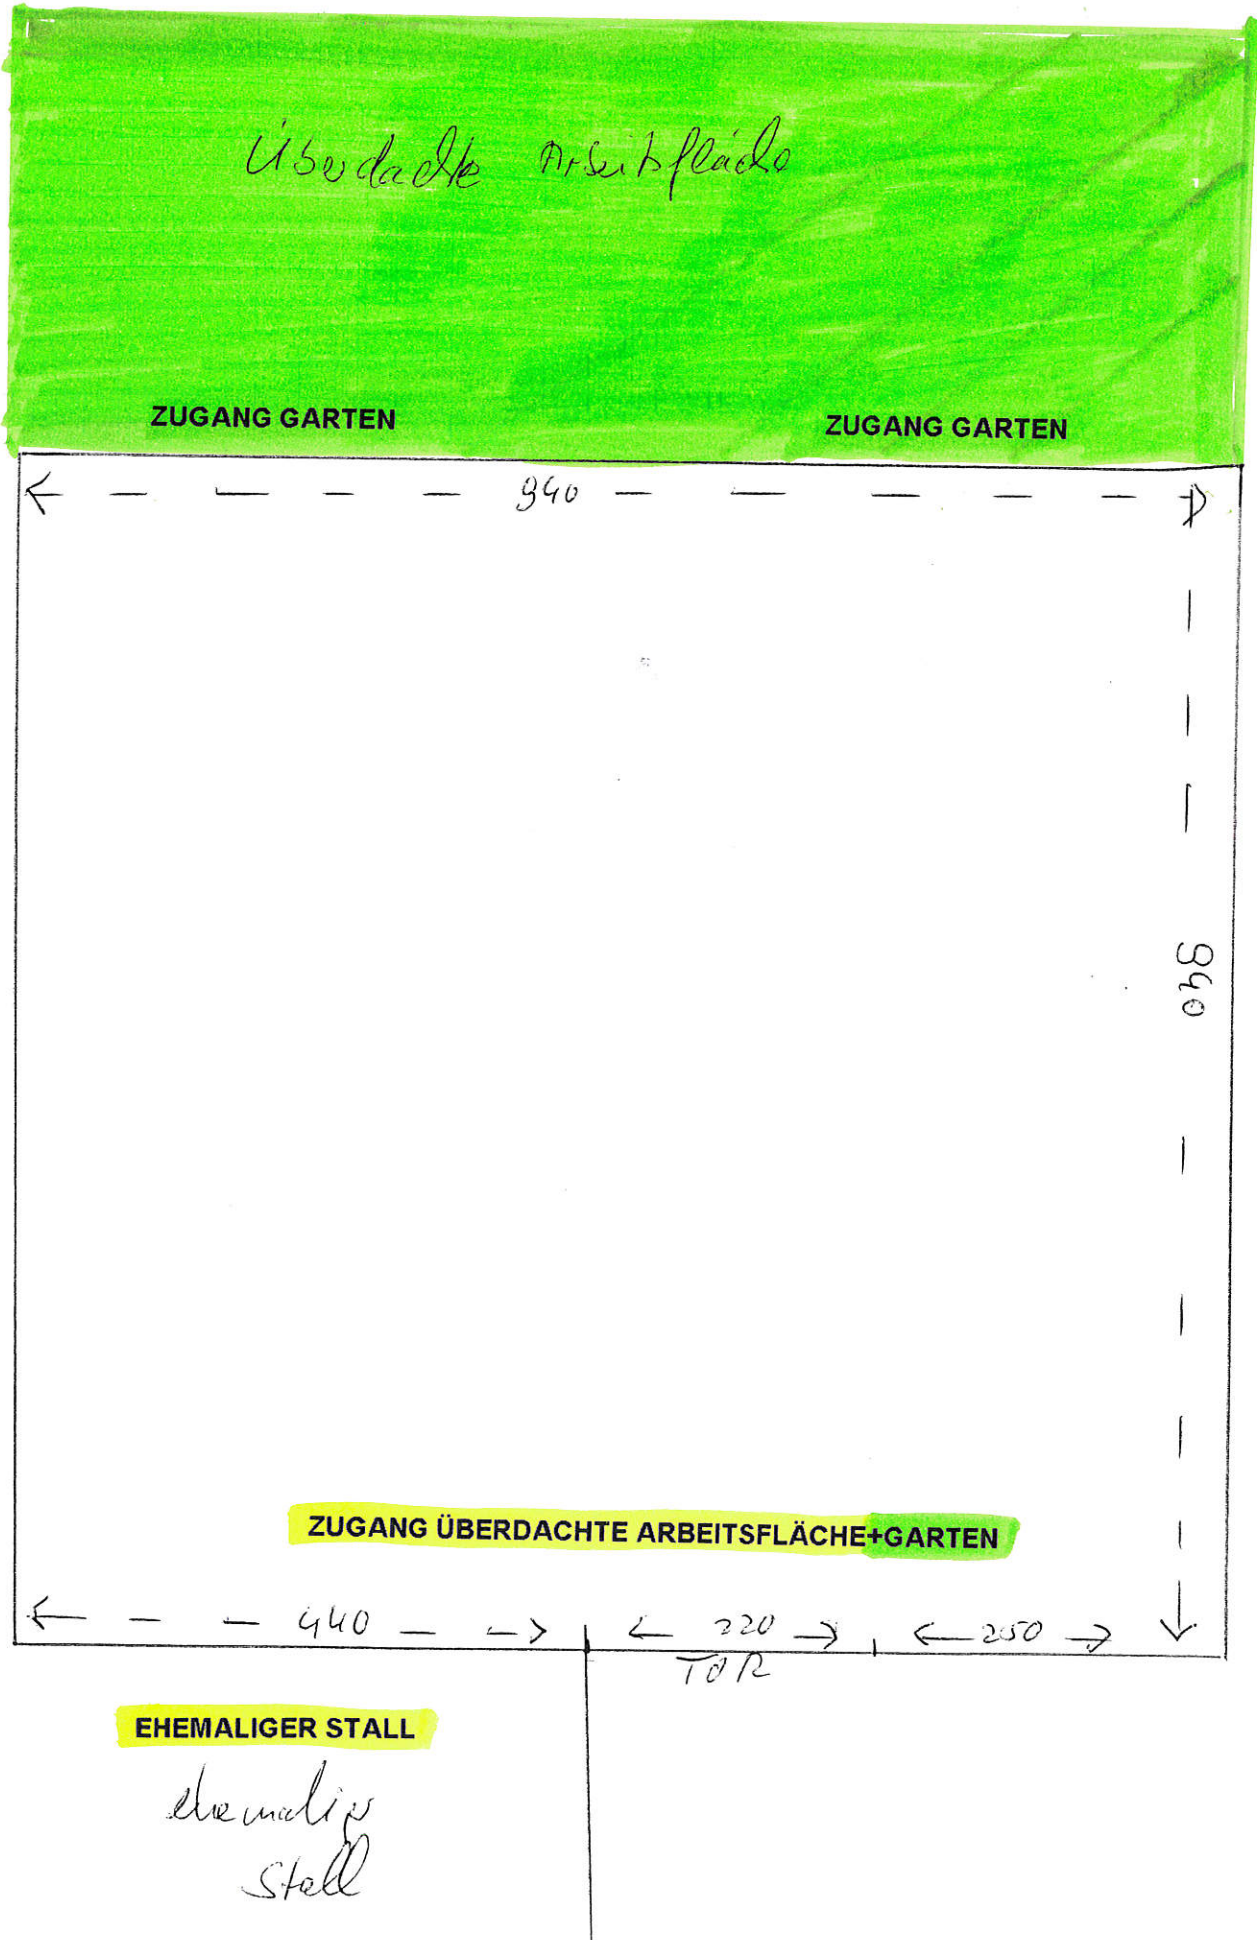 Überdachte Arbeitsfläche
ZUGANG GARTEN
ZUGANG GARTEN
940
940
ZUGANG ÜBERDACHTE ARBEITSFLÄCHE+GARTEN
440
220
250
TOR
EHEMALIGER STALL
ehemaliger
Stall